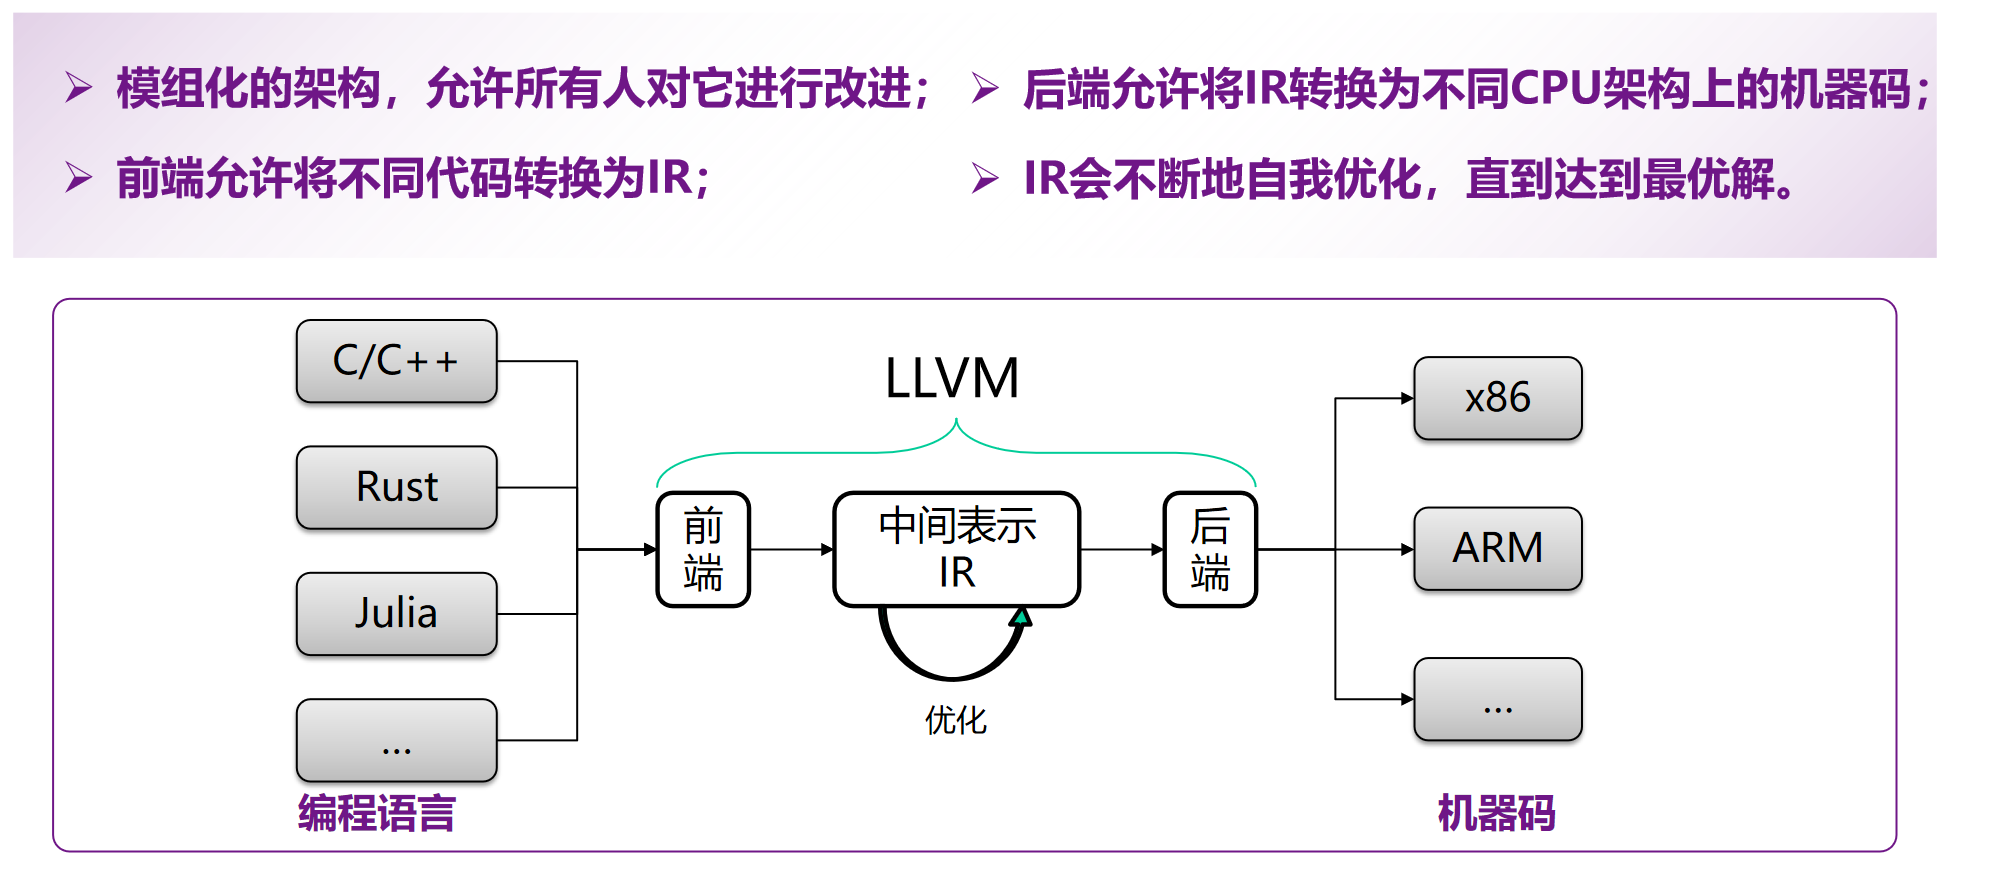 模组化的架构，允许所有人对它进行改进；
前端允许将不同代码转换为IR；
后端允许将IR转换为不同CPU架构上的机器码；
IR会不断地自我优化，直到达到最优解。
C/C++
Rust
Julia
...
编程语言
LLVM
前
端
中间表示
IR
优化
后
端
x86
ARM
...
机器码